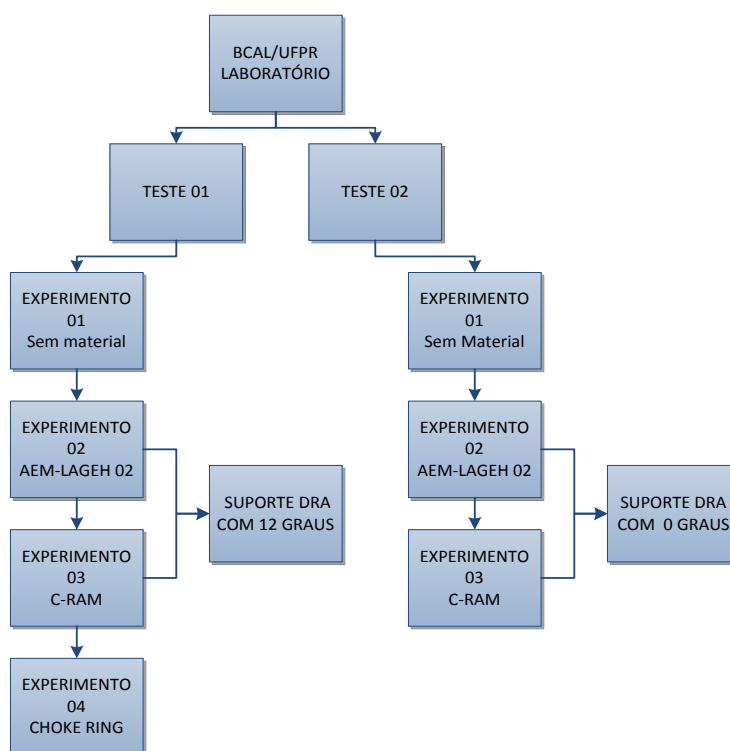 BCAL/UFPR
LABORATÓRIO
TESTE 01
TESTE 02
EXPERIMENTO
01
Sem material
EXPERIMENTO
01
Sem Material
EXPERIMENTO
02
AEM-LAGEH 02
EXPERIMENTO
02
AEM-LAGEH 02
SUPORTE DRA
COM 12 GRAUS
SUPORTE DRA
COM 0 GRAUS
EXPERIMENTO
03
C-RAM
EXPERIMENTO
03
C-RAM
EXPERIMENTO
04
CHOKE RING